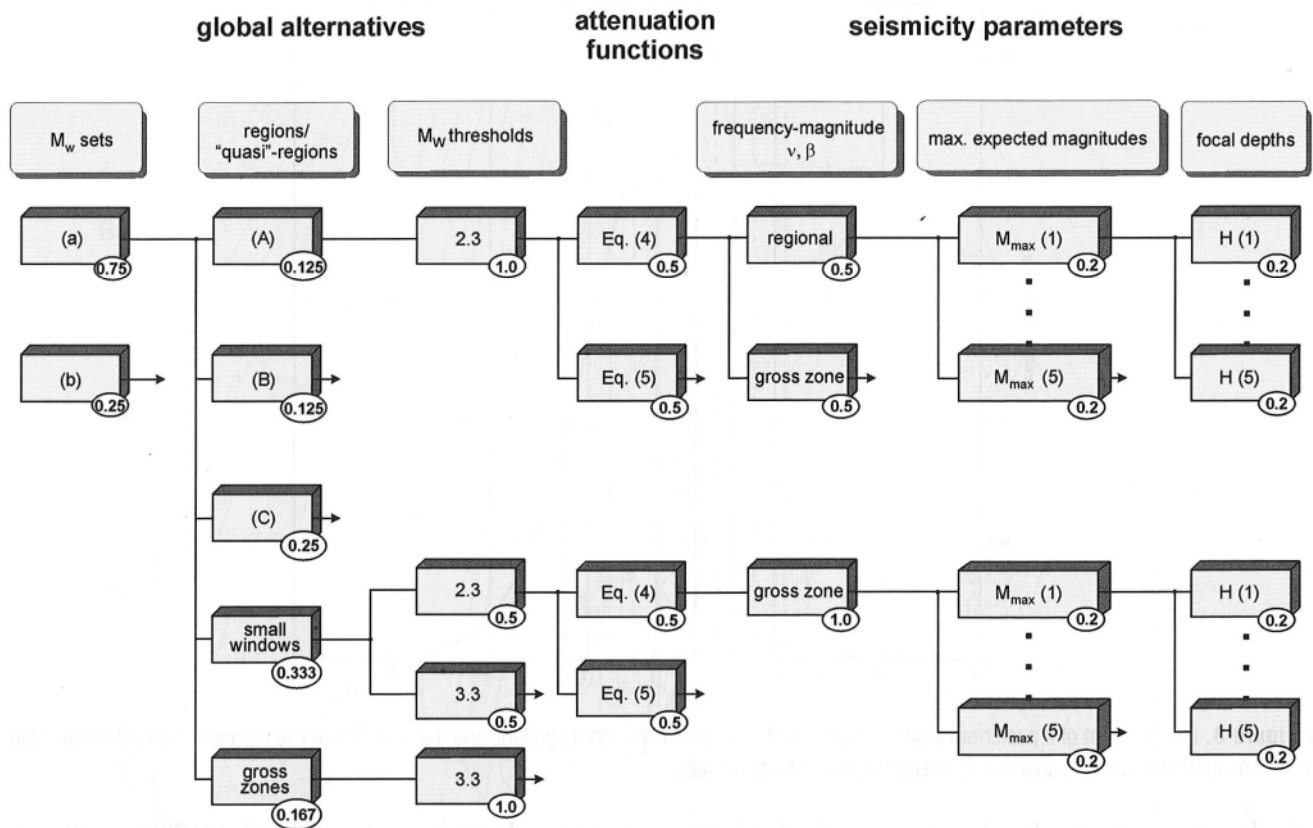 global alternatives
attenuation
functions
seismicity parameters
M_w sets
regions/
"quasi"-regions
M_W thresholds
frequency-magnitude
ν, β
max. expected magnitudes
focal depths
(a)
0.75
(A)
0.125
2.3
1.0
Eq. (4)
0.5
regional
0.5
M_max (1)
0.2
H (1)
0.2
(b)
0.25
(B)
0.125
Eq. (5)
0.5
gross zone
0.5
M_max (5)
0.2
H (5)
0.2
(C)
0.25
small
windows
0.333
2.3
0.5
Eq. (4)
0.5
gross zone
1.0
M_max (1)
0.2
H (1)
0.2
3.3
0.5
Eq. (5)
0.5
M_max (5)
0.2
H (5)
0.2
gross
zones
0.167
3.3
1.0